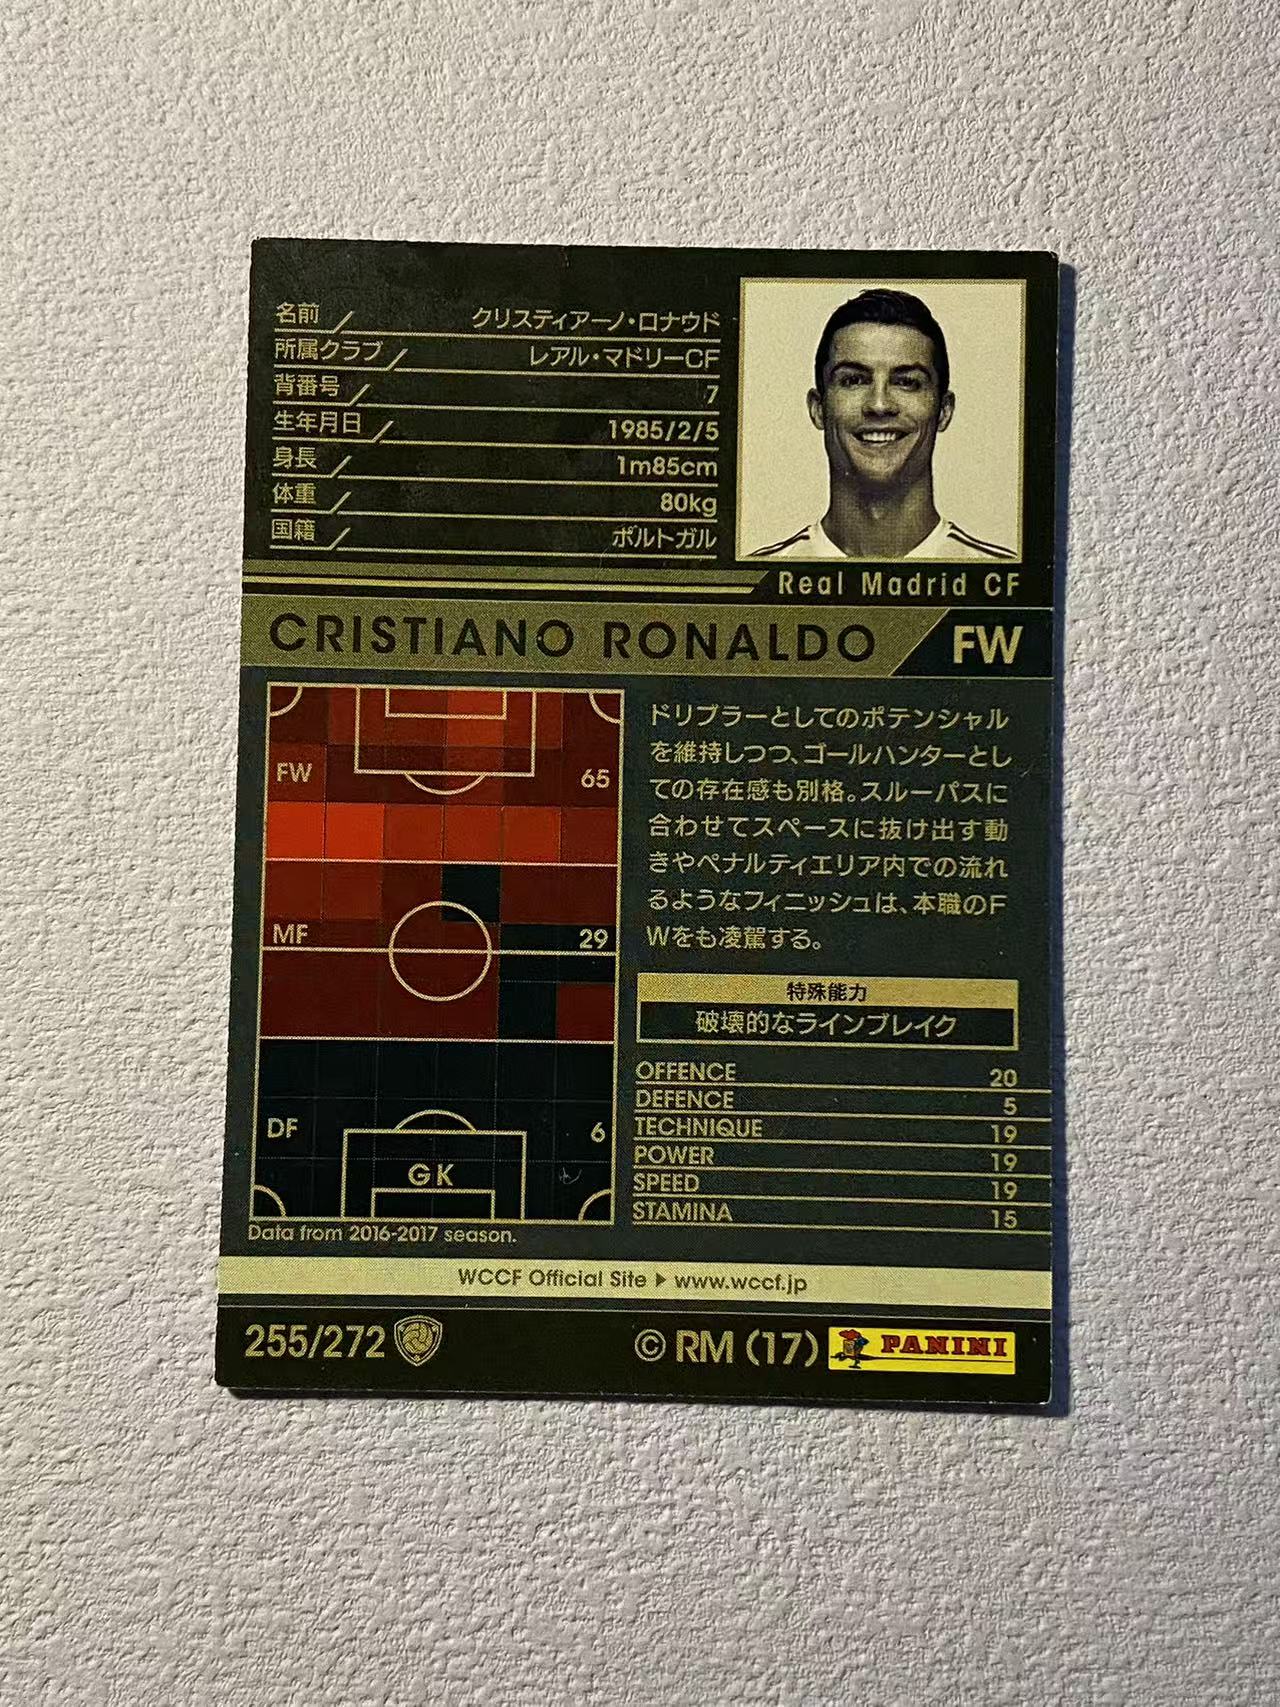 名前 クリスティアーノ・ロナウド
所属クラブ レアル・マドリーCF
背番号 7
生年月日 1985/2/5
身長 1m85cm
体重 80kg
国籍 ポルトガル
Real Madrid CF
CRISTIANO RONALDO FW
FW 65
MF 29
DF 6
GK
Data from 2016-2017 season.
ドリブラーとしてのポテンシャル
を維持しつつ、ゴールハンターとし
ての存在感も別格。スルーパスに
合わせてスペースに抜け出す動
きやペナルティエリア内での流れ
るようなフィニッシュは、本職のF
Wをも凌駕する。
特殊能力
破壊的なラインブレイク
OFFENCE 20
DEFENCE 5
TECHNIQUE 19
POWER 19
SPEED 19
STAMINA 15
WCCF Official Site ▶ www.wccf.jp
255/272
© RM (17) PANINI